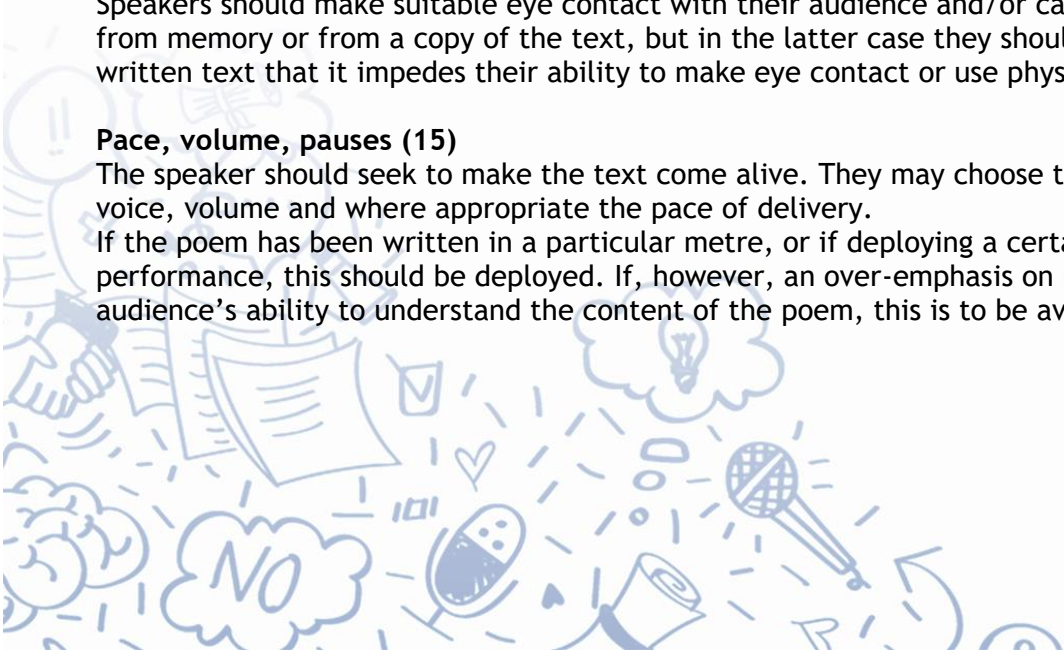 Speakers should make suitable eye contact with their audience and/or ca
from memory or from a copy of the text, but in the latter case they shoul
written text that it impedes their ability to make eye contact or use phys
Pace, volume, pauses (15)
The speaker should seek to make the text come alive. They may choose t
voice, volume and where appropriate the pace of delivery.
If the poem has been written in a particular metre, or if deploying a certa
performance, this should be deployed. If, however, an over-emphasis on
audience’s ability to understand the content of the poem, this is to be av
NO